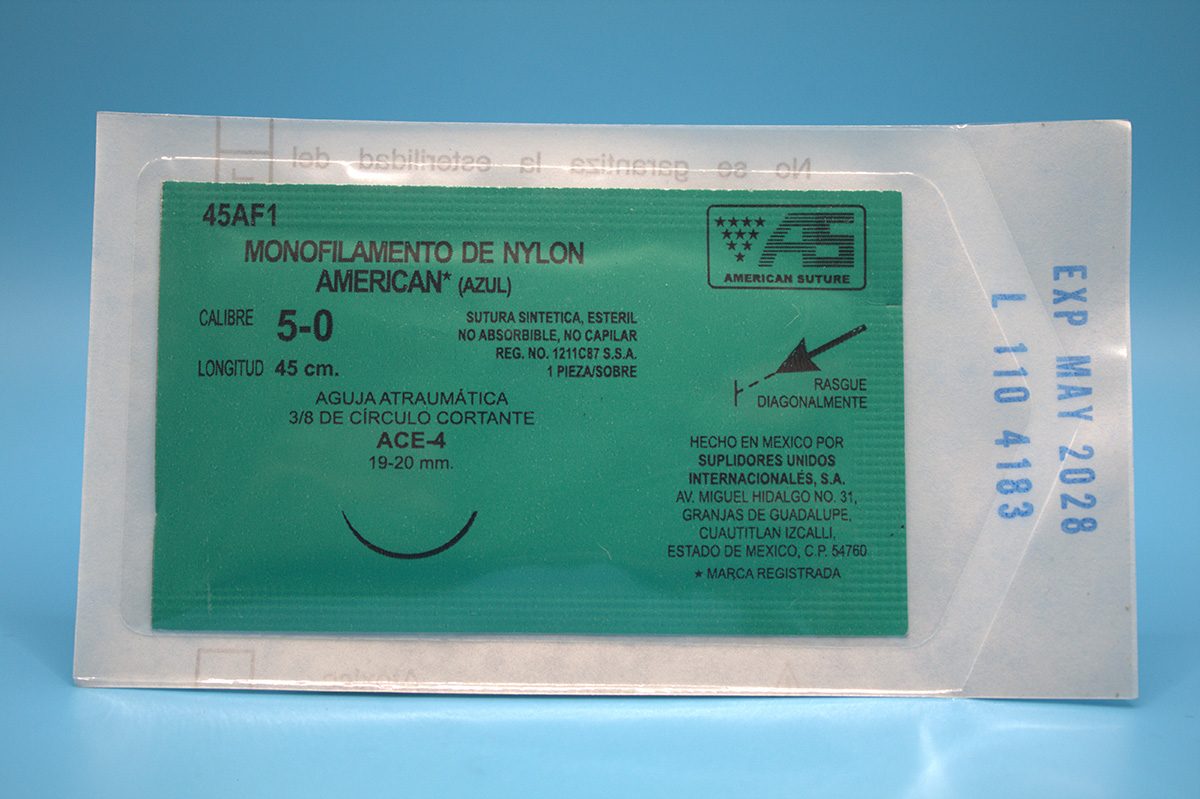 No se garantiza la esterilidad del
45AF1
MONOFILAMENTO DE NYLON
AMERICAN* (AZUL)
CALIBRE 5-0
LONGITUD 45 cm.
SUTURA SINTETICA, ESTERIL
NO ABSORBIBLE, NO CAPILAR
REG. NO. 1211C87 S.S.A.
1 PIEZA/SOBRE
AGUJA ATRAUMÁTICA
3/8 DE CÍRCULO CORTANTE
ACE-4
19-20 mm.
AS
AMERICAN SUTURE
RASGUE
DIAGONALMENTE
HECHO EN MEXICO POR
SUPLIDORES UNIDOS
INTERNACIONALES, S.A.
AV. MIGUEL HIDALGO NO. 31,
GRANJAS DE GUADALUPE,
CUAUTITLAN IZCALLI,
ESTADO DE MEXICO, C.P. 54760
★ MARCA REGISTRADA
EXP MAY 2028
L 110 4183